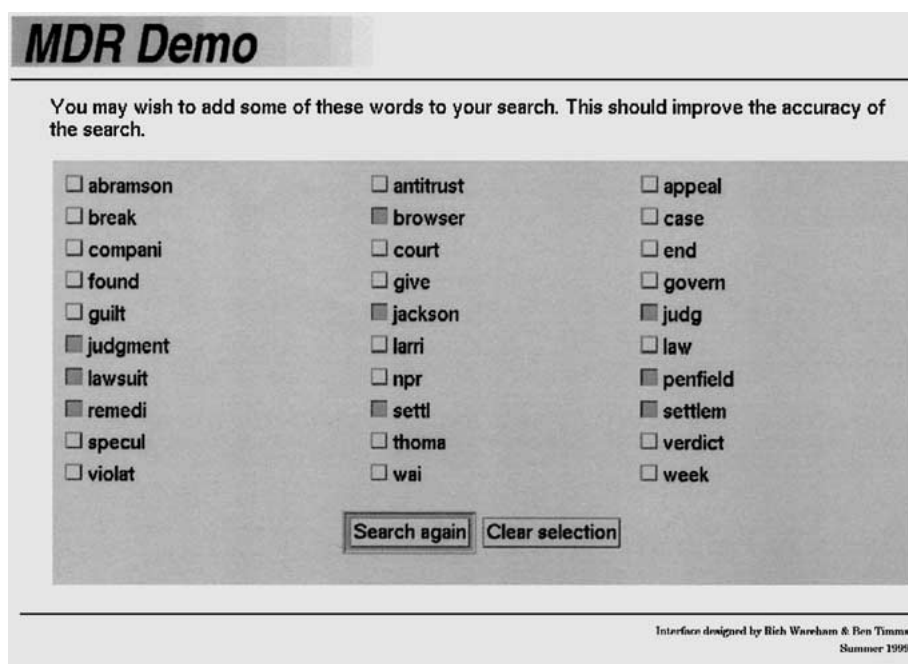 MDR Demo
You may wish to add some of these words to your search. This should improve the accuracy of
the search.
abramson antitrust appeal
break browser case
compani court end
found give govern
guilt jackson judg
judgment larri law
lawsuit npr penfield
remedi settl settlem
specul thoma verdict
violat wai week
Search again Clear selection
Interface designed by Rich Wareham & Ben Timms
Summer 1999